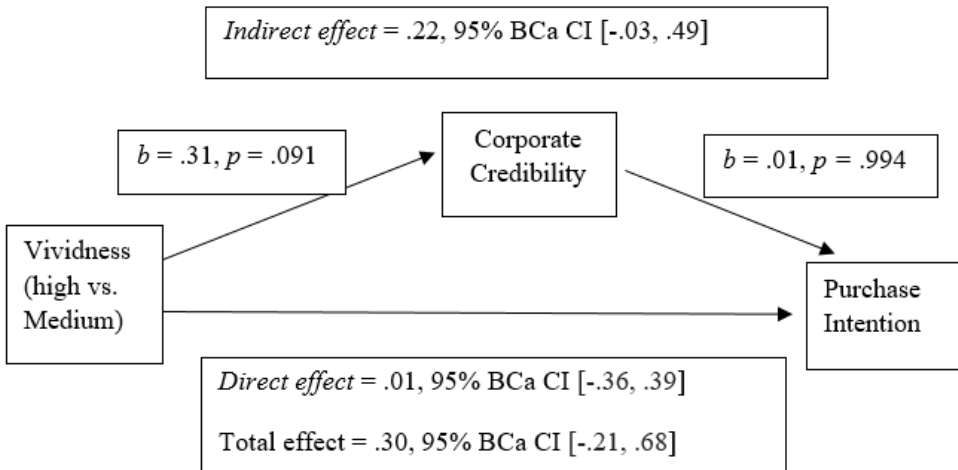 Indirect effect = .22, 95% BCa CI [-.03, .49]
b = .31, p = .091
Corporate
Credibility
b = .01, p = .994
Vividness
(high vs.
Medium)
Purchase
Intention
Direct effect = .01, 95% BCa CI [-.36, .39]
Total effect = .30, 95% BCa CI [-.21, .68]